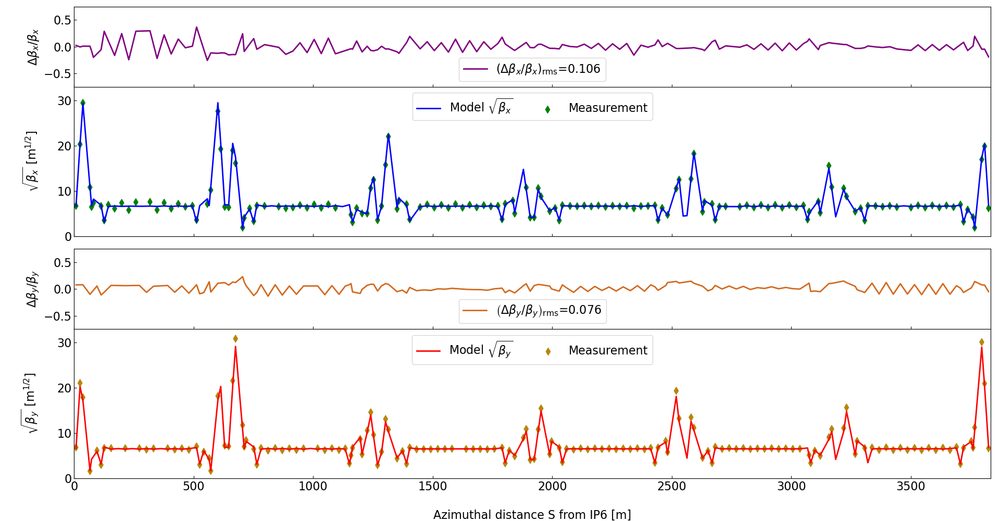 Δβx/βx
0.5
0.0
−0.5
(Δβx/βx)rms=0.106
√βx [m1/2]
30
20
10
0
Model √βx
Measurement
Δβy/βy
0.5
0.0
−0.5
(Δβy/βy)rms=0.076
√βy [m1/2]
30
20
10
0
Model √βy
Measurement
0 500 1000 1500 2000 2500 3000 3500
Azimuthal distance S from IP6 [m]